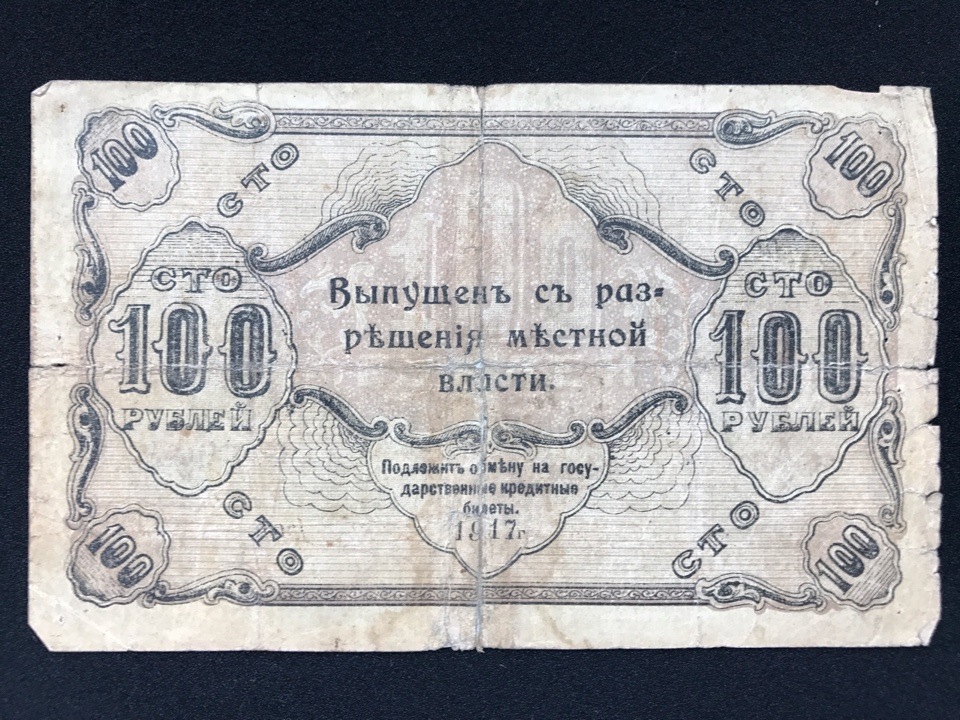 100
100
СТО
СТО
СТО
100
РУБЛЕЙ
Выпущенъ съ раз=
рѣшенія мѣстной
власти.
СТО
100
РУБЛЕЙ
Подлежитъ обмѣну на госу-
дарственные кредитные
билеты.
1917г.
СТО
СТО
100
100